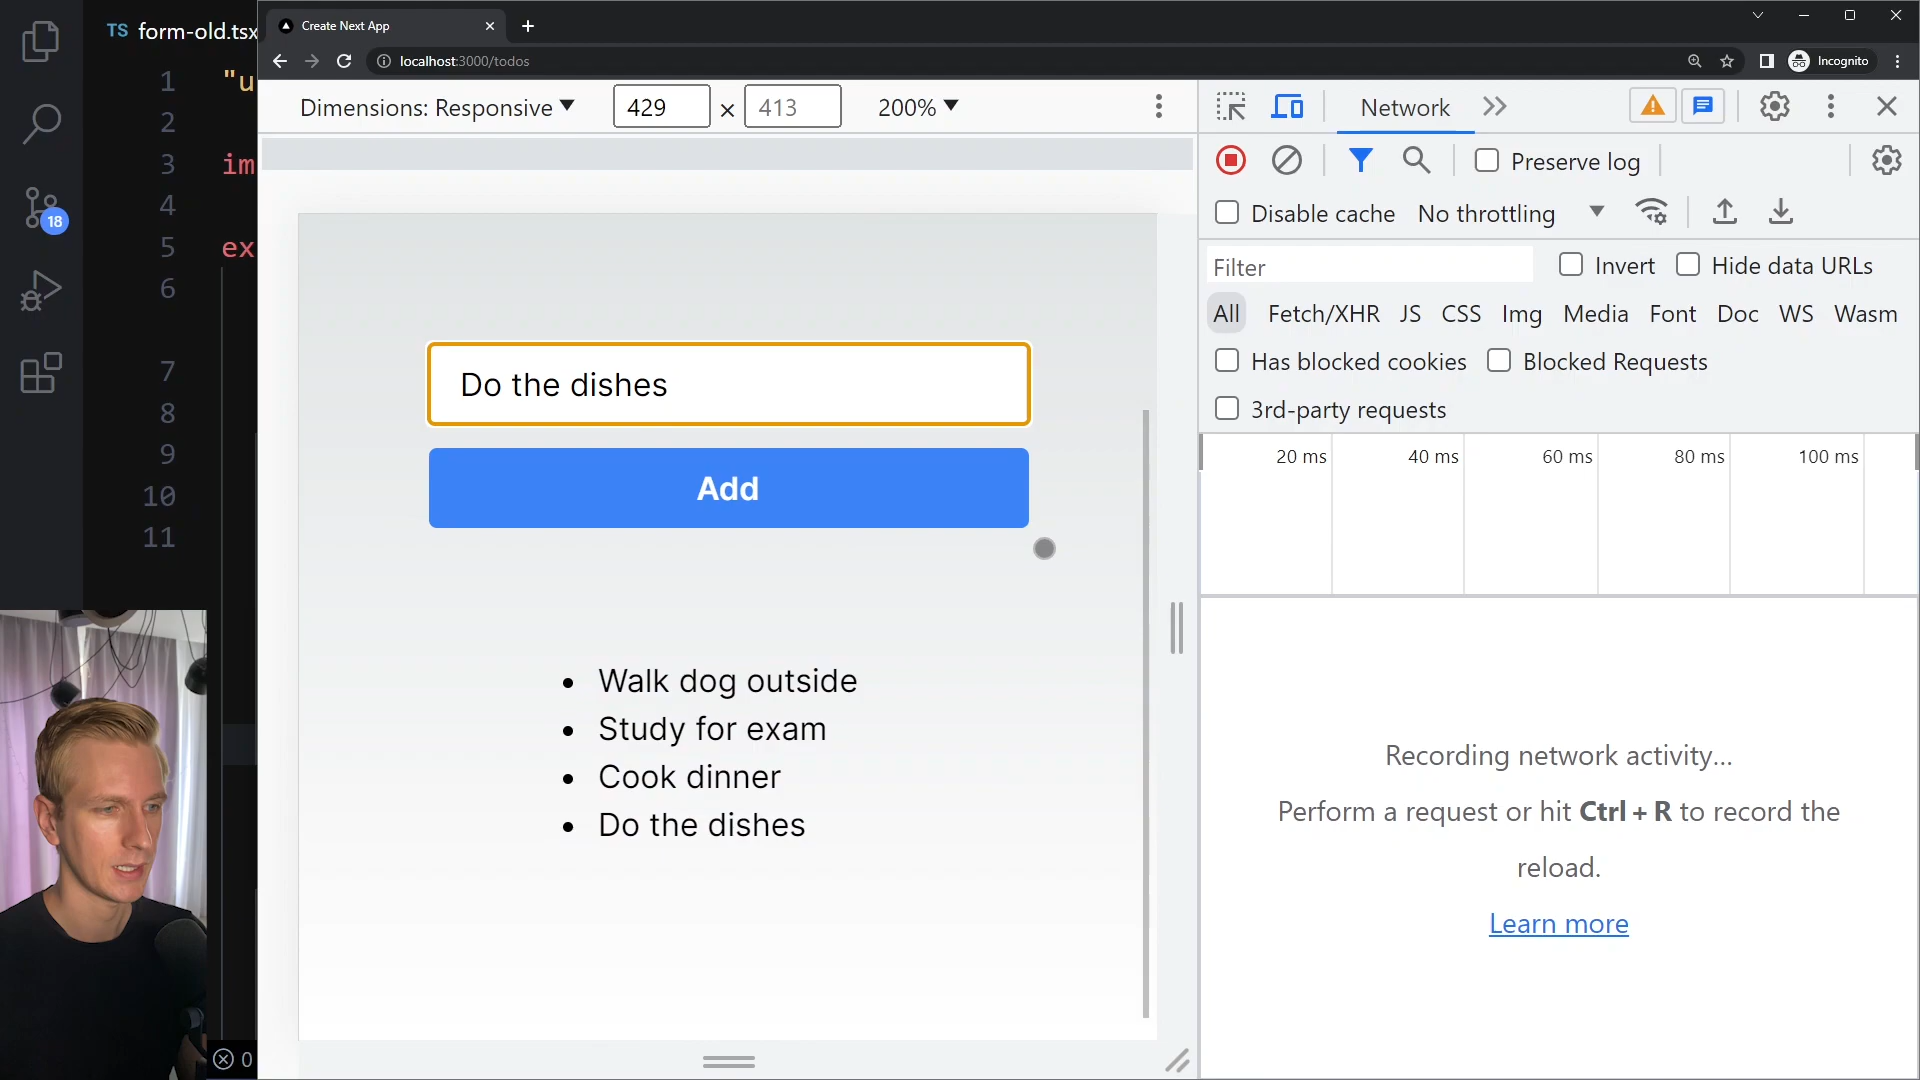 TS form-old.tsx
1 "u
2
3 im
4
5 ex
6
7
8
9
10
11
18
0
Create Next App
localhost:3000/todos
Incognito
Dimensions: Responsive 429 × 413 200%
Do the dishes
Add
Walk dog outside
Study for exam
Cook dinner
Do the dishes
Network
Preserve log
Disable cache No throttling
Filter Invert Hide data URLs
All Fetch/XHR JS CSS Img Media Font Doc WS Wasm
Has blocked cookies Blocked Requests
3rd-party requests
20 ms 40 ms 60 ms 80 ms 100 ms
Recording network activity…
Perform a request or hit Ctrl + R to record the
reload.
Learn more